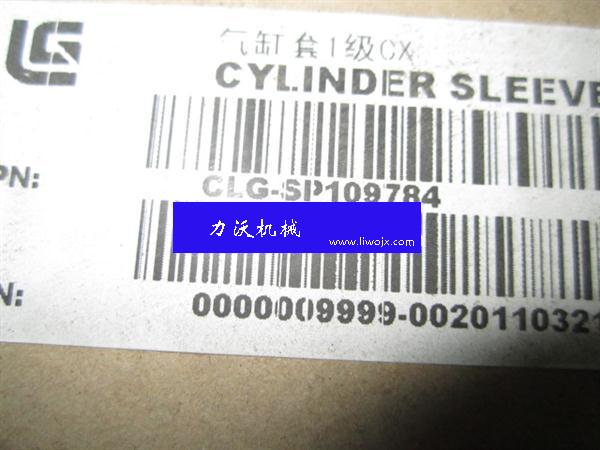 气缸套1级CX
CYLINDER SLEEVE
PN:
CLG-SP109784
力沃机械
www.liwojx.com
N:
0000009999-0020110321